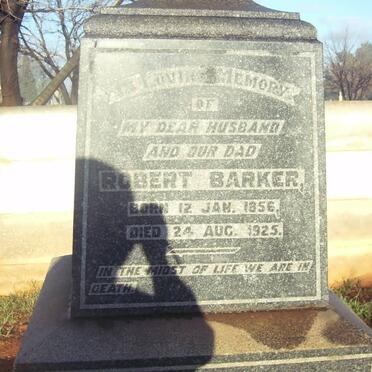 IN LOVING MEMORY
OF
MY DEAR HUSBAND
AND OUR DAD
ROBERT BARKER,
BORN 12 JAN. 1856.
DIED 24 AUG. 1925.
IN THE MIDST OF LIFE WE ARE IN
DEATH.